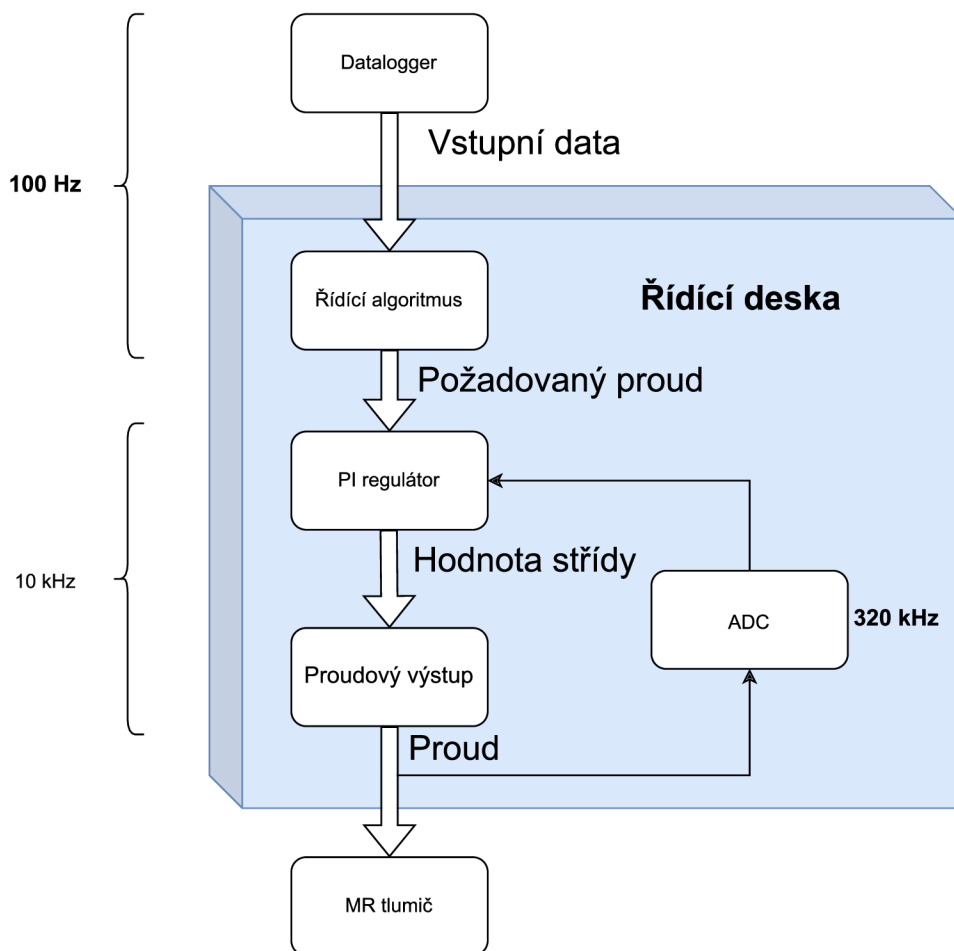 Datalogger
Vstupní data
100 Hz
Řídící algoritmus
Řídící deska
Požadovaný proud
PI regulátor
Hodnota střídy
10 kHz
ADC
320 kHz
Proudový výstup
Proud
MR tlumič